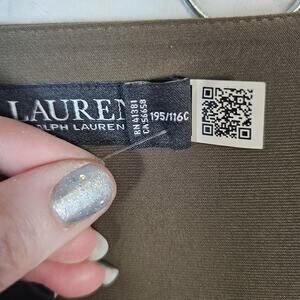 LAUREN
RALPH LAUREN
RN 41381
CA 56658
195/116C